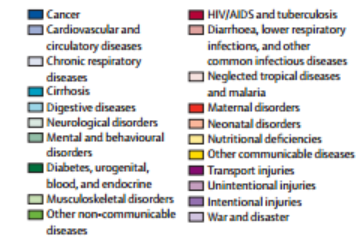 Cancer
Cardiovascular and
circulatory diseases
Chronic respiratory
diseases
Cirrhosis
Digestive diseases
Neurological disorders
Mental and behavioural
disorders
Diabetes, urogenital,
blood, and endocrine
Musculoskeletal disorders
Other non-communicable
diseases
HIV/AIDS and tuberculosis
Diarrhoea, lower respiratory
infections, and other
common infectious diseases
Neglected tropical diseases
and malaria
Maternal disorders
Neonatal disorders
Nutritional deficiencies
Other communicable diseases
Transport injuries
Unintentional injuries
Intentional injuries
War and disaster